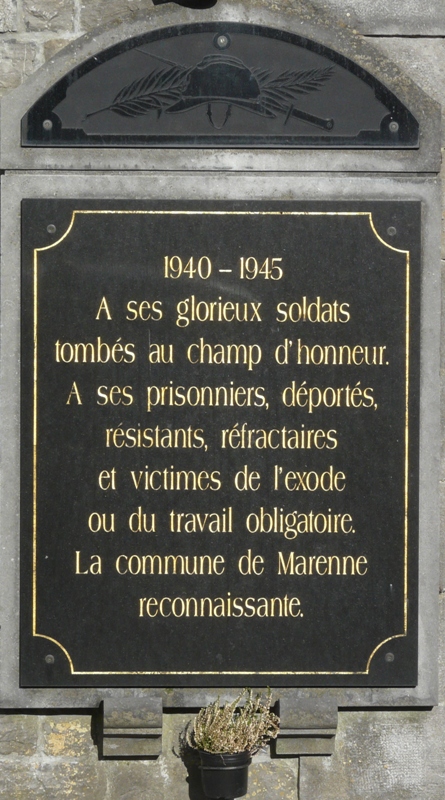 1940 – 1945
A ses glorieux soldats
tombés au champ d'honneur.
A ses prisonniers, déportés,
résistants, réfractaires
et victimes de l'exode
ou du travail obligatoire.
La commune de Marenne
reconnaissante.